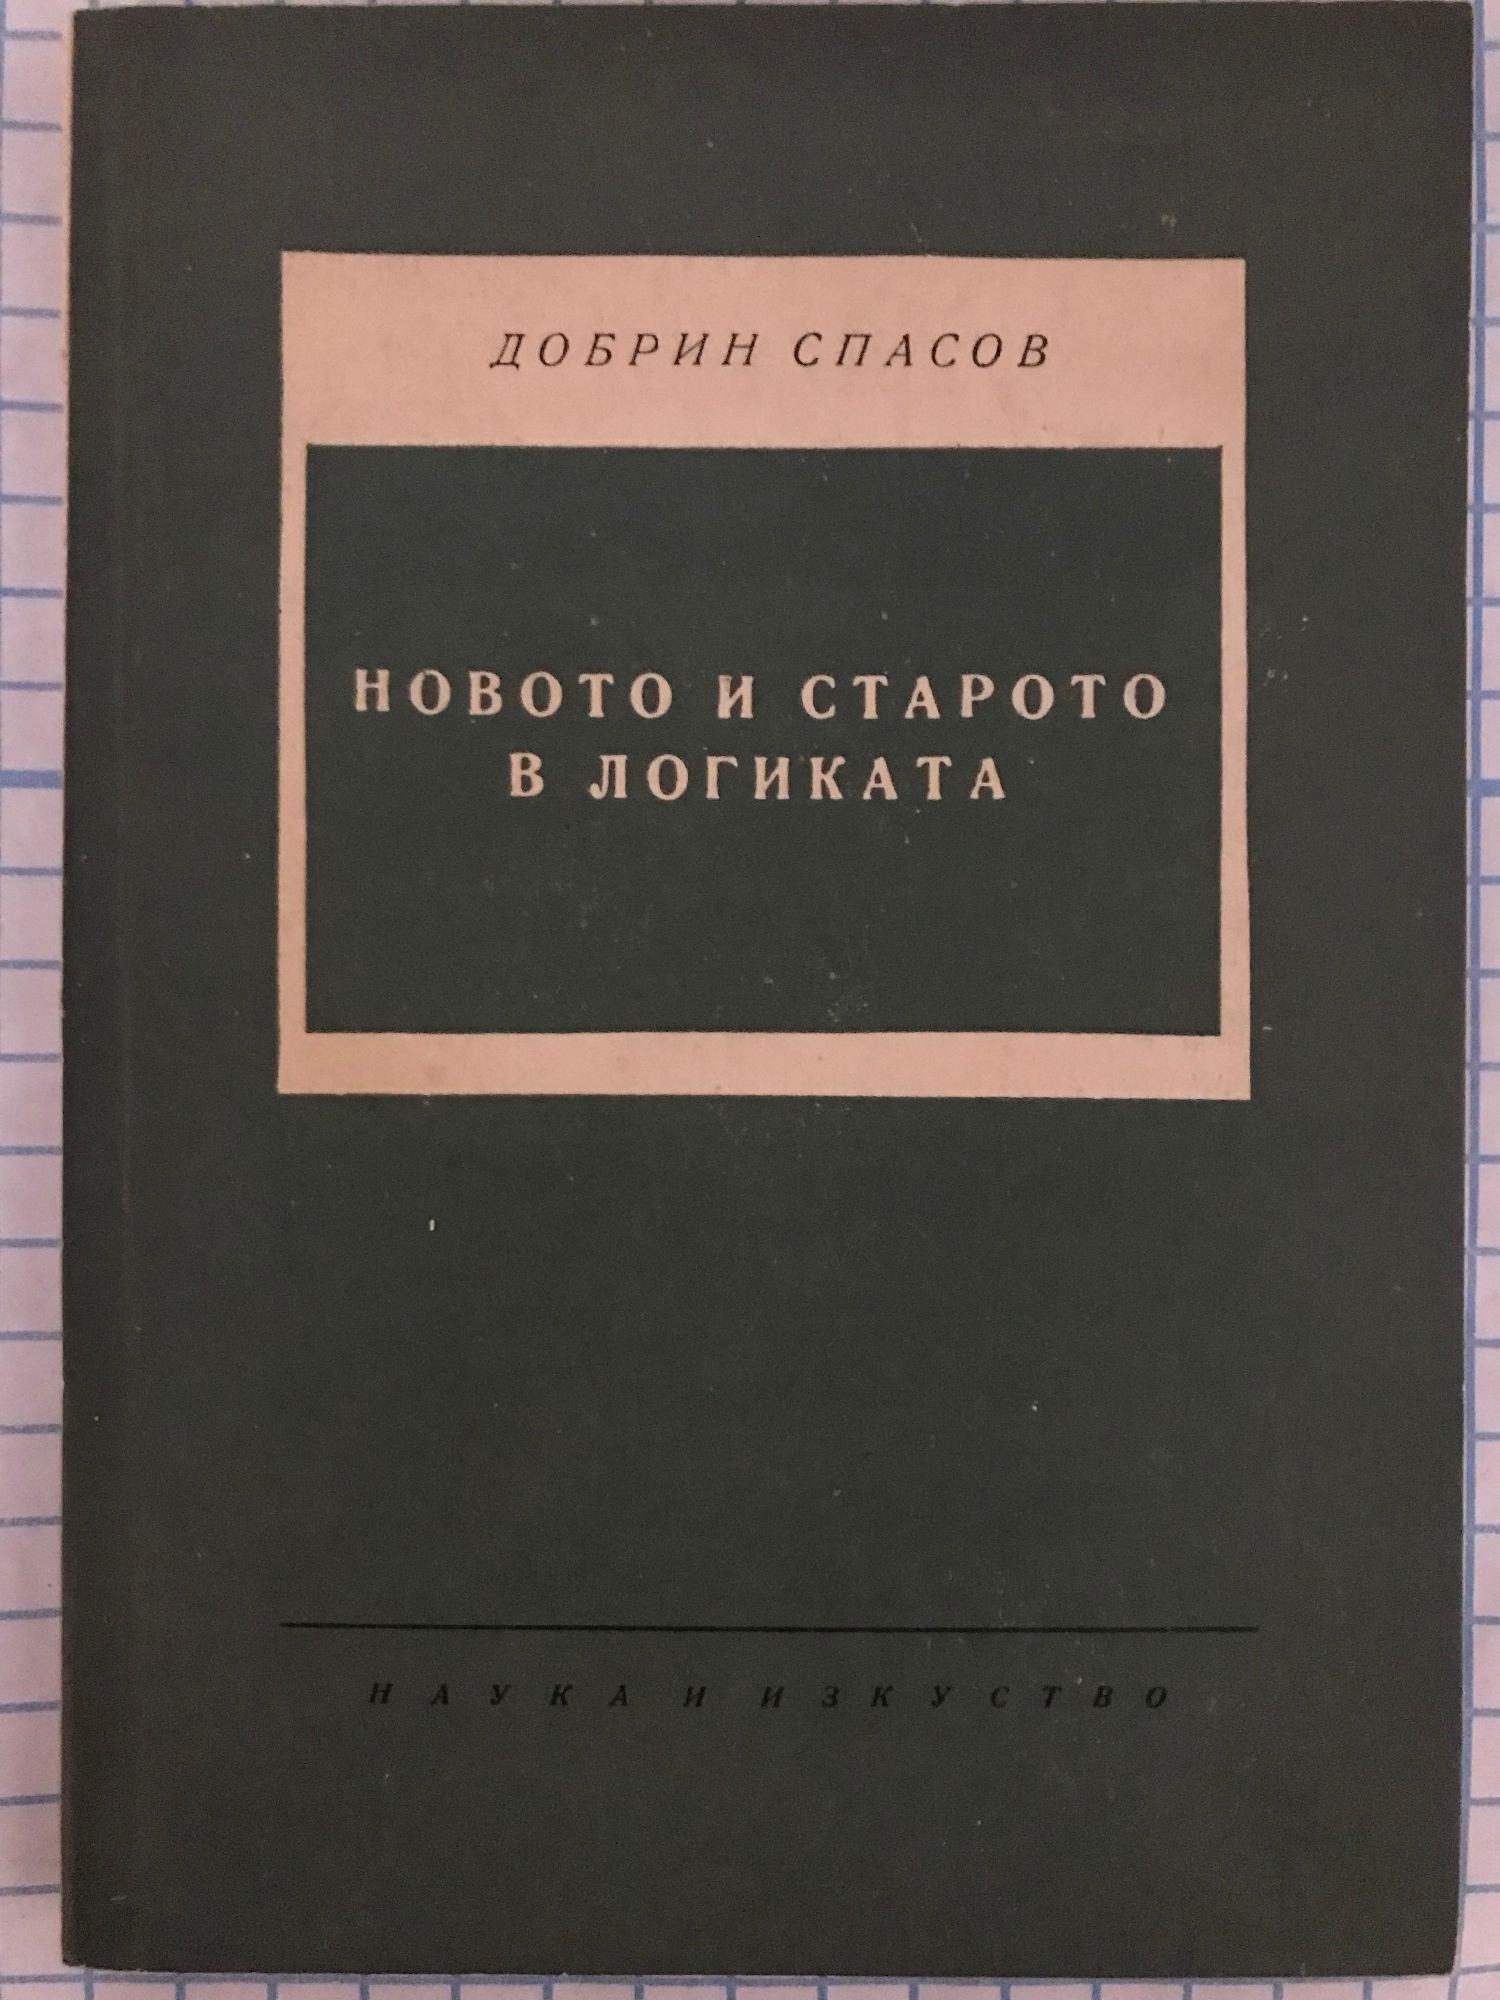 ДОБРИН СПАСОВ
НОВОТО И СТАРОТО
В ЛОГИКАТА
НАУКА И ИЗКУСТВО